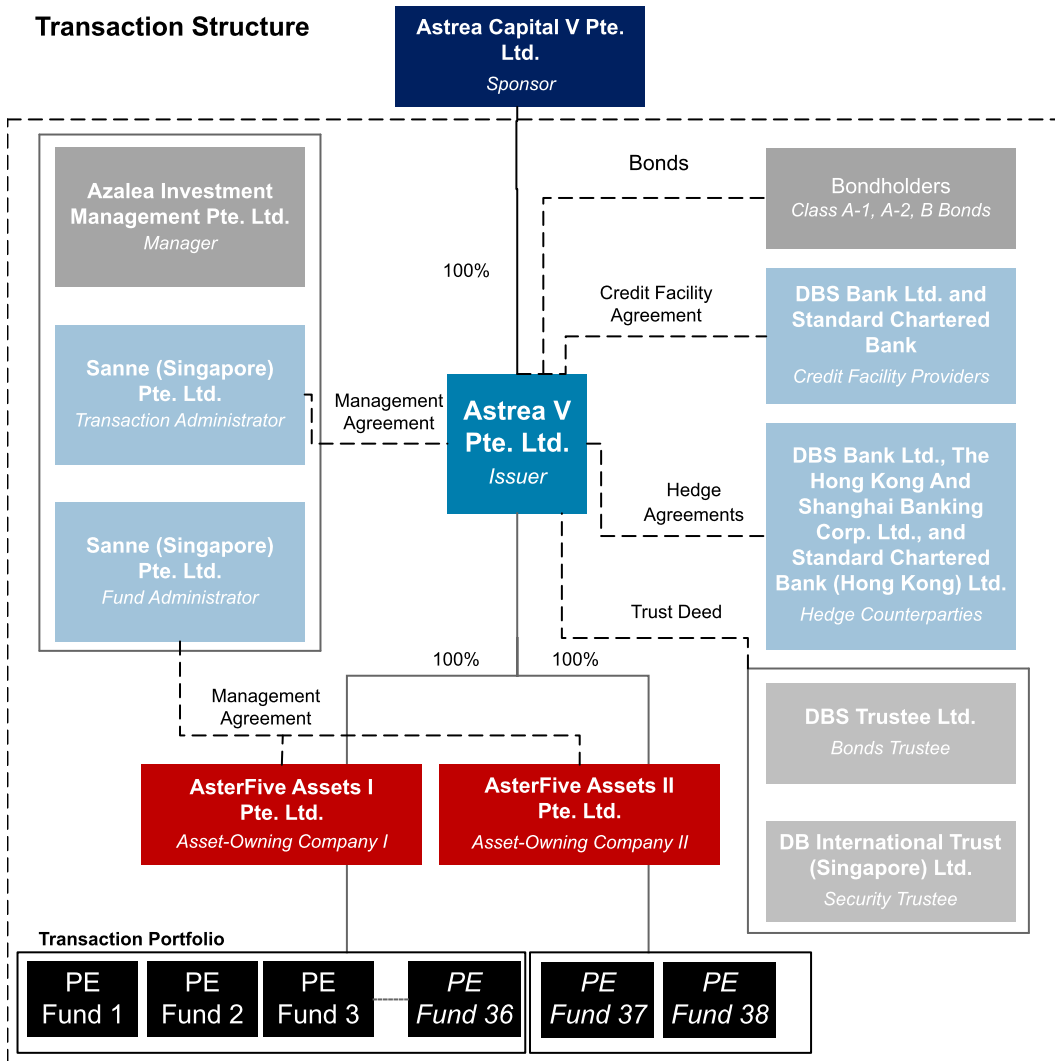 Transaction Structure
Astrea Capital V Pte.
Ltd.
Sponsor
Azalea Investment
Management Pte. Ltd.
Manager
Sanne (Singapore)
Pte. Ltd.
Transaction Administrator
Sanne (Singapore)
Pte. Ltd.
Fund Administrator
100%
Bonds
Bondholders
Class A-1, A-2, B Bonds
Credit Facility
Agreement
DBS Bank Ltd. and
Standard Chartered
Bank
Credit Facility Providers
Management
Agreement
Astrea V
Pte. Ltd.
Issuer
Hedge
Agreements
DBS Bank Ltd., The
Hong Kong And
Shanghai Banking
Corp. Ltd., and
Standard Chartered
Bank (Hong Kong) Ltd.
Hedge Counterparties
Trust Deed
100%
100%
Management
Agreement
DBS Trustee Ltd.
Bonds Trustee
DB International Trust
(Singapore) Ltd.
Security Trustee
AsterFive Assets I
Pte. Ltd.
Asset-Owning Company I
AsterFive Assets II
Pte. Ltd.
Asset-Owning Company II
Transaction Portfolio
PE
Fund 1
PE
Fund 2
PE
Fund 3
PE
Fund 36
PE
Fund 37
PE
Fund 38